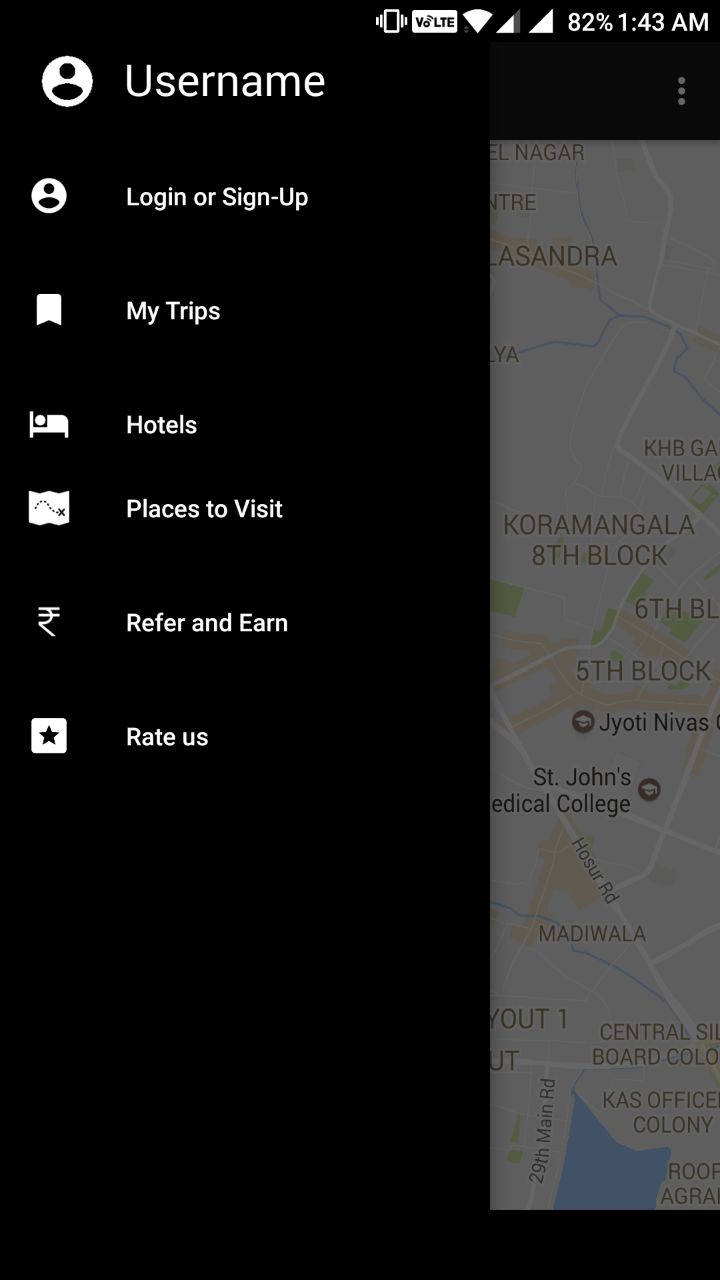 VoLTE 82% 1:43 AM
Username
Login or Sign-Up
My Trips
Hotels
Places to Visit
Refer and Earn
Rate us
EL NAGAR
NTRE
LASANDRA
LYA
KHB GA
VILLA
KORAMANGALA
8TH BLOCK
6TH BL
5TH BLOCK
Jyoti Nivas
St. John's
edical College
Hosur Rd
MADIWALA
YOUT 1
UT
CENTRAL SIL
BOARD COLO
29th Main Rd
KAS OFFICE
COLONY
ROOP
AGRA